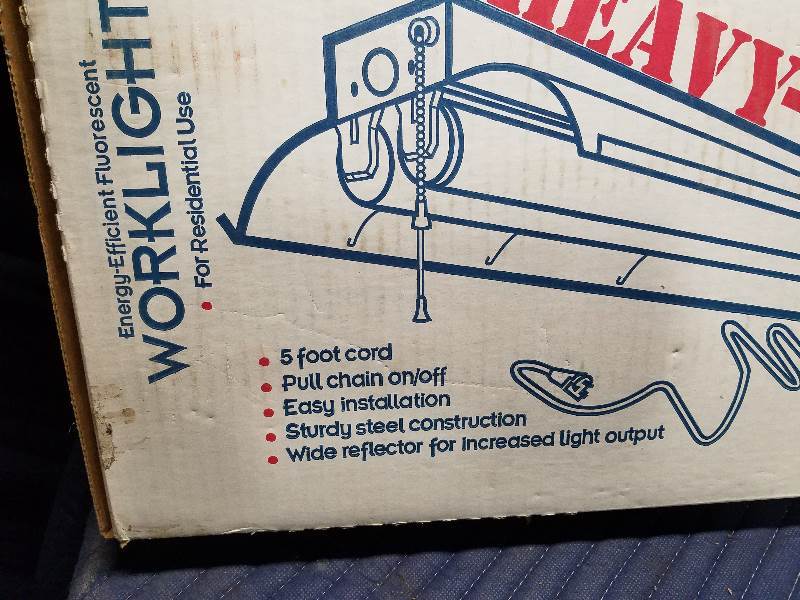 HEAVY-
Energy-Efficient Fluorescent
WORKLIGHT
• For Residential Use
• 5 foot cord
• Pull chain on/off
• Easy installation
• Sturdy steel construction
• Wide reflector for increased light output